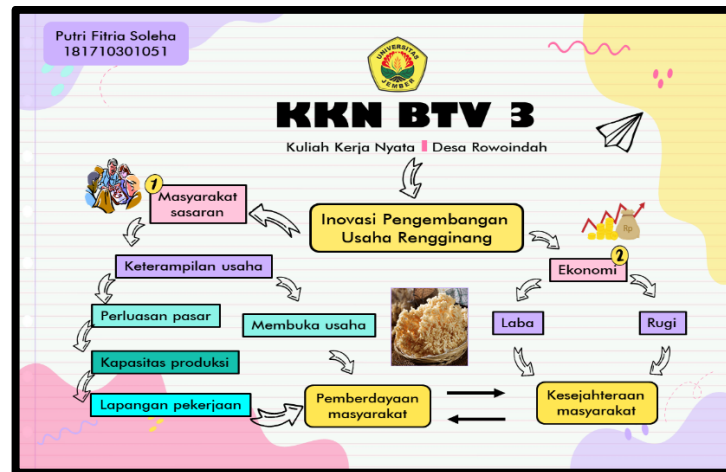 Putri Fitria Soleha
181710301051
UNIVERSITAS
JEMBER
KKN BTV 3
Kuliah Kerja Nyata Desa Rowoindah
1
Masyarakat
sasaran
Inovasi Pengembangan
Usaha Rengginang
Rp
2
Ekonomi
Keterampilan usaha
Perluasan pasar
Membuka usaha
Laba
Rugi
Kapasitas produksi
Lapangan pekerjaan
Pemberdayaan
masyarakat
Kesejahteraan
masyarakat